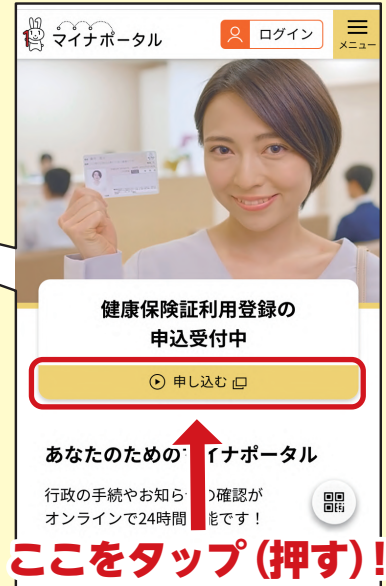 マイナポータル
ログイン
メニュー
健康保険証利用登録の
申込受付中
申し込む
あなたのための
イナポータル
行政の手続やお知ら
の確認が
オンラインで24時間
能です！
ここをタップ(押す)！